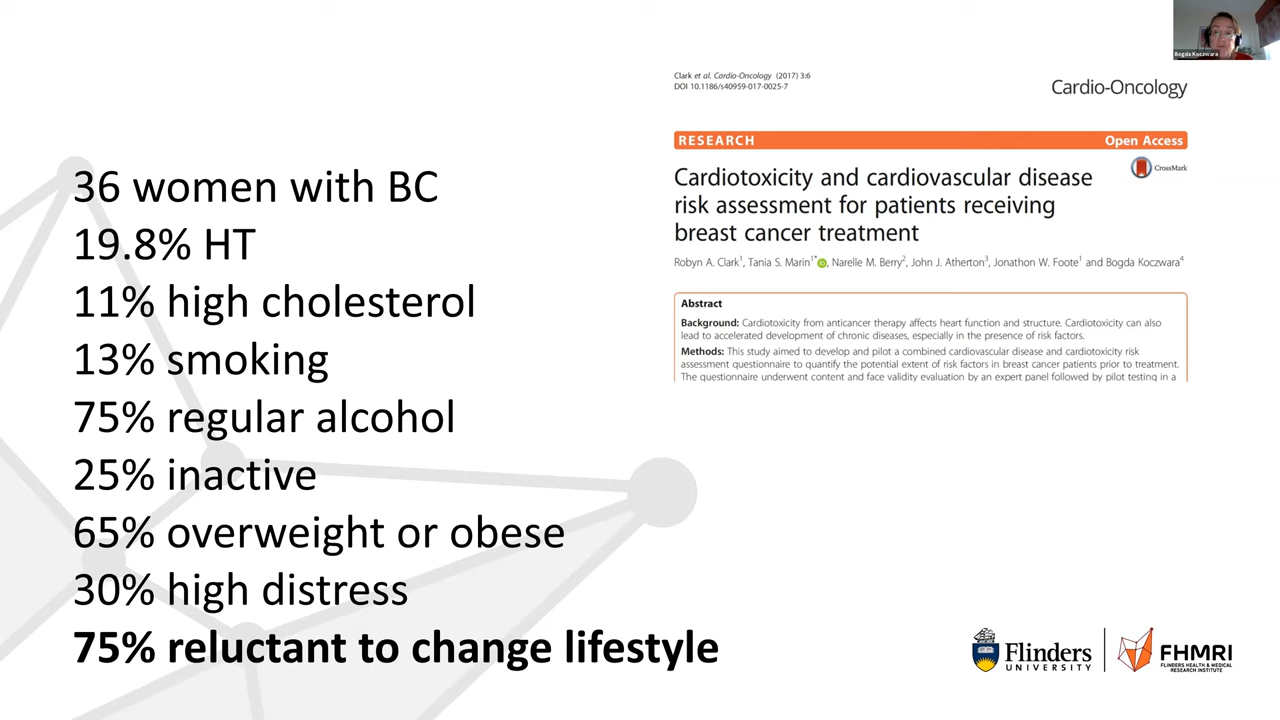 36 women with BC
19.8% HT
11% high cholesterol
13% smoking
75% regular alcohol
25% inactive
65% overweight or obese
30% high distress
75% reluctant to change lifestyle
Bogda Koczwara
Clark et al. Cardio-Oncology (2017) 3:6
DOI 10.1186/s40959-017-0025-7
Cardio-Oncology
RESEARCH Open Access
CrossMark
Cardiotoxicity and cardiovascular disease
risk assessment for patients receiving
breast cancer treatment
Robyn A. Clark1, Tania S. Marin1*, Narelle M. Berry2, John J. Atherton3, Jonathon W. Foote1 and Bogda Koczwara4
Abstract
Background: Cardiotoxicity from anticancer therapy affects heart function and structure. Cardiotoxicity can also
lead to accelerated development of chronic diseases, especially in the presence of risk factors.
Methods: This study aimed to develop and pilot a combined cardiovascular disease and cardiotoxicity risk
assessment questionnaire to quantify the potential extent of risk factors in breast cancer patients prior to treatment.
The questionnaire underwent content and face validity evaluation by an expert panel followed by pilot testing in a
Flinders
UNIVERSITY
FHMRI
FLINDERS HEALTH & MEDICAL
RESEARCH INSTITUTE